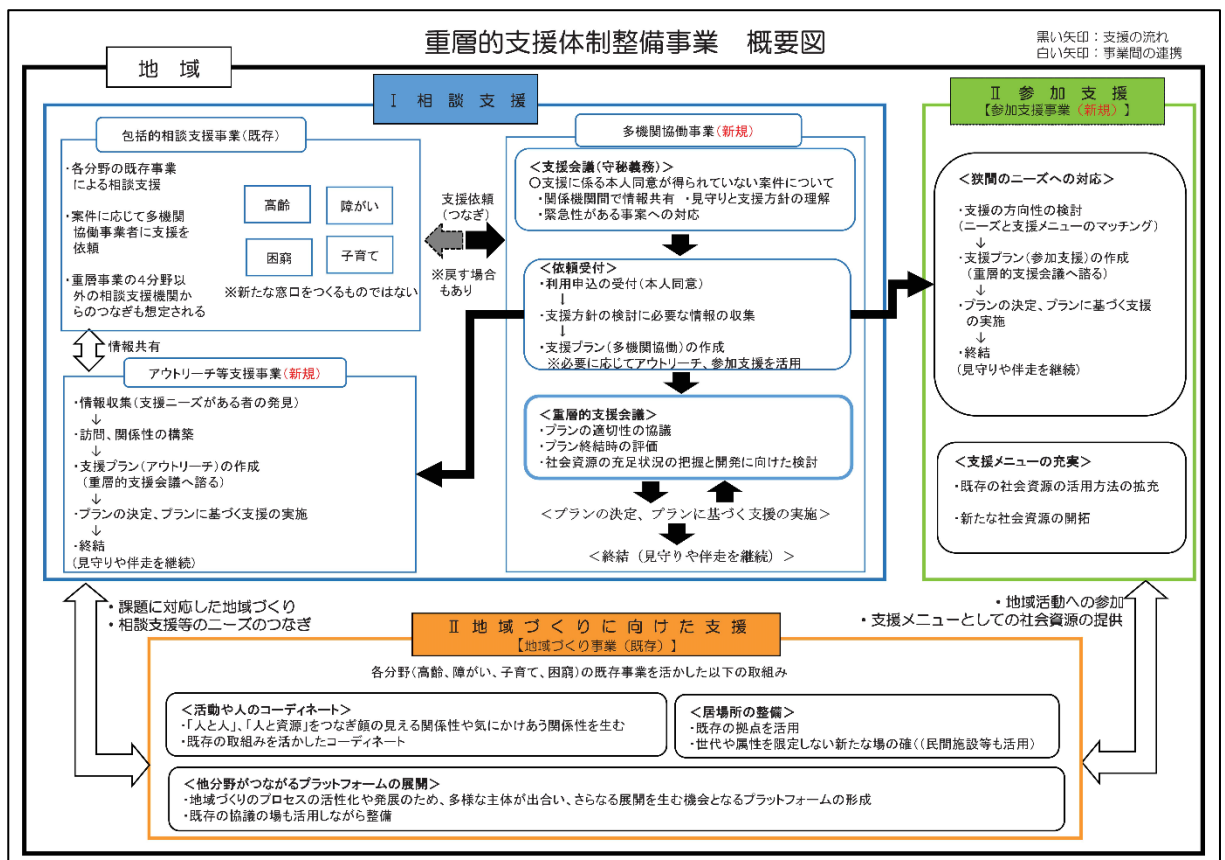 重層的支援体制整備事業　概要図
黒い矢印：支援の流れ
白い矢印：事業間の連携
地　域
Ⅰ 相 談 支 援
包括的相談支援事業(既存)
・各分野の既存事業
による相談支援
・案件に応じて多機関
協働事業者に支援を
依頼
・重層事業の４分野以
外の相談支援機関か
らのつなぎも想定される
高齢
障がい
困窮
子育て
※新たな窓口をつくるものではない
情報共有
アウトリーチ等支援事業(新規)
・情報収集(支援ニーズがある者の発見)
↓
・訪問、関係性の構築
↓
・支援プラン(アウトリーチ)の作成
(重層的支援会議へ諮る)
↓
・プランの決定、プランに基づく支援の実施
↓
・終結
(見守りや伴走を継続)
支援依頼
(つなぎ)
※戻す場合
もあり
多機関協働事業(新規)
＜支援会議(守秘義務)＞
○支援に係る本人同意が得られていない案件について
・関係機関間で情報共有　・見守りと支援方針の理解
・緊急性がある事案への対応
＜依頼受付＞
・利用申込の受付(本人同意)
↓
・支援方針の検討に必要な情報の収集
↓
・支援プラン(多機関協働)の作成
※必要に応じてアウトリーチ、参加支援を活用
＜重層的支援会議＞
・プランの適切性の協議
・プラン終結時の評価
・社会資源の充足状況の把握と開発に向けた検討
＜プランの決定、プランに基づく支援の実施＞
＜終結（見守りや伴走を継続）＞
Ⅱ 参 加 支 援
【参加支援事業（新規）】
＜狭間のニーズへの対応＞
・支援の方向性の検討
(ニーズと支援メニューのマッチング)
↓
・支援プラン(参加支援)の作成
(重層的支援会議へ諮る)
↓
・プランの決定、プランに基づく支援
の実施
↓
・終結
(見守りや伴走を継続)
＜支援メニューの充実＞
・既存の社会資源の活用方法の拡充
・新たな社会資源の開拓
・課題に対応した地域づくり
・相談支援等のニーズのつなぎ
・地域活動への参加
・支援メニューとしての社会資源の提供
Ⅱ 地 域 づ く り に 向 け た 支 援
【地域づくり事業（既存）】
各分野(高齢、障がい、子育て、困窮)の既存事業を活かした以下の取組み
＜活動や人のコーディネート＞
・「人と人」、「人と資源」をつなぎ顔の見える関係性や気にかけあう関係性を生む
・既存の取組みを活かしたコーディネート
＜居場所の整備＞
・既存の拠点を活用
・世代や属性を限定しない新たな場の確((民間施設等も活用)
＜他分野がつながるプラットフォームの展開＞
・地域づくりのプロセスの活性化や発展のため、多様な主体が出合い、さらなる展開を生む機会となるプラットフォームの形成
・既存の協議の場も活用しながら整備